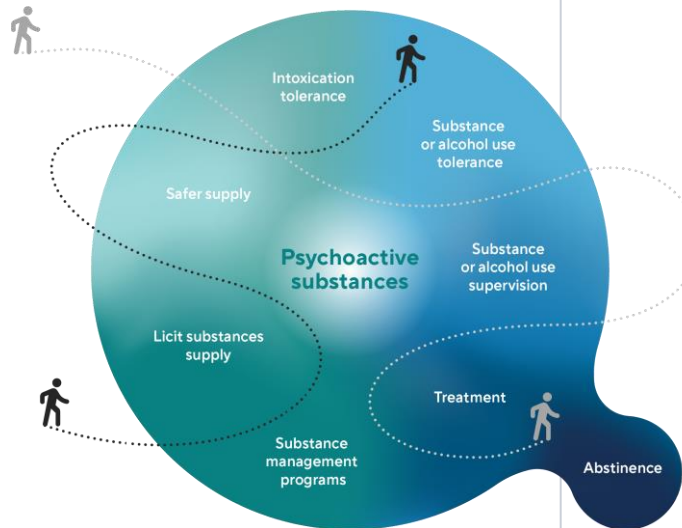 Intoxication
tolerance
Substance
or alcohol use
tolerance
Safer supply
Psychoactive
substances
Substance
or alcohol use
supervision
Licit substances
supply
Treatment
Substance
management
programs
Abstinence